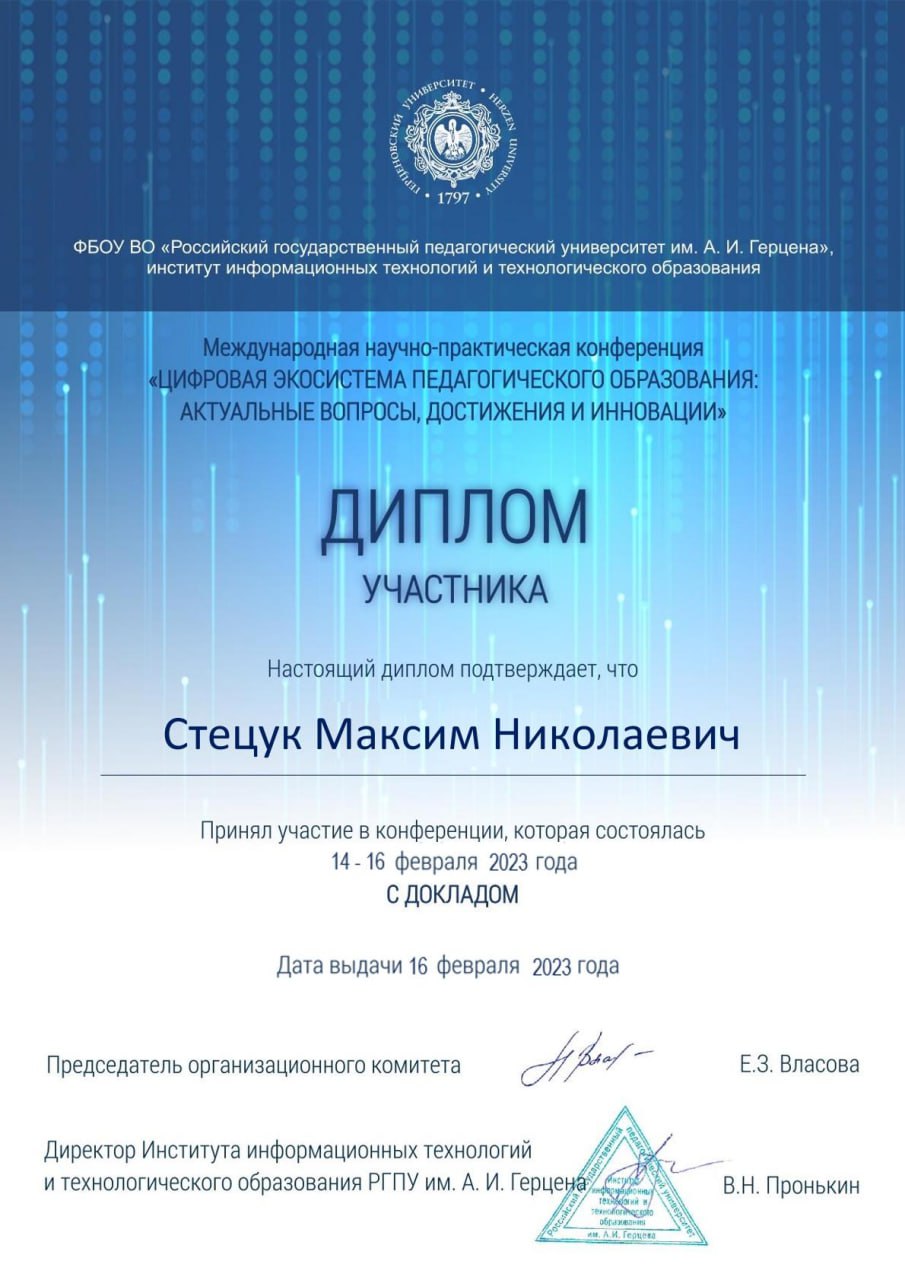 ГЕРЦЕНОВСКИЙ УНИВЕРСИТЕТ • HERZEN UNIVERSITY
• 1797 •
ФБОУ ВО «Российский государственный педагогический университет им. А. И. Герцена»,
институт информационных технологий и технологического образования
Международная научно-практическая конференция
«ЦИФРОВАЯ ЭКОСИСТЕМА ПЕДАГОГИЧЕСКОГО ОБРАЗОВАНИЯ:
АКТУАЛЬНЫЕ ВОПРОСЫ, ДОСТИЖЕНИЯ И ИННОВАЦИИ»
ДИПЛОМ
УЧАСТНИКА
Настоящий диплом подтверждает, что
Стецук Максим Николаевич
Принял участие в конференции, которая состоялась
14 - 16 февраля 2023 года
С ДОКЛАДОМ
Дата выдачи 16 февраля 2023 года
Председатель организационного комитета
Е.З. Власова
Директор Института информационных технологий
и технологического образования РГПУ им. А. И. Герцена
В.Н. Пронькин
Российский государственный педагогический университет
Институт
информационных
технологий и
технологического
образования
им. А.И. Герцена